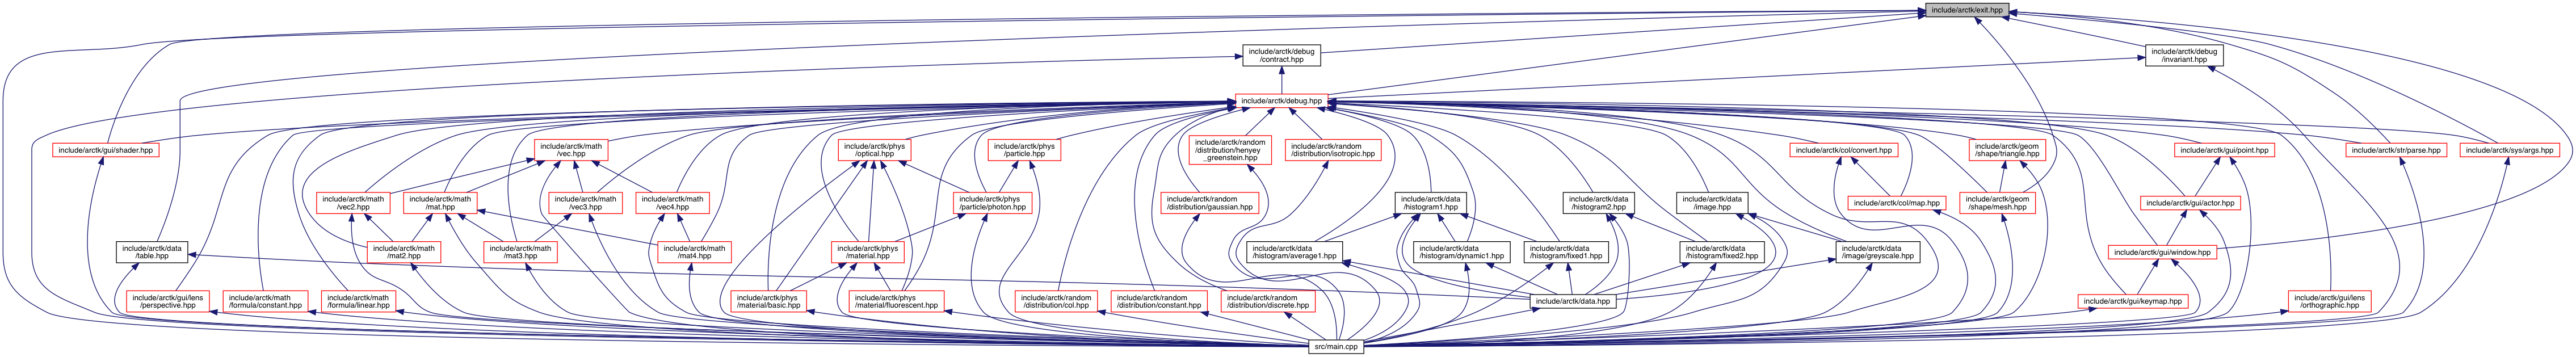 include/arctk/exit.hpp
include/arctk/debug
/contract.hpp
include/arctk/debug
/invariant.hpp
include/arctk/debug.hpp
include/arctk/gui/shader.hpp
include/arctk/math
/vec.hpp
include/arctk/phys
/optical.hpp
include/arctk/phys
/particle.hpp
include/arctk/random
/distribution/henyey
_greenstein.hpp
include/arctk/random
/distribution/isotropic.hpp
include/arctk/col/convert.hpp
include/arctk/geom
/shape/triangle.hpp
include/arctk/gui/point.hpp
include/arctk/str/parse.hpp
include/arctk/sys/args.hpp
include/arctk/math
/vec2.hpp
include/arctk/math
/mat.hpp
include/arctk/math
/vec3.hpp
include/arctk/math
/vec4.hpp
include/arctk/phys
/particle/photon.hpp
include/arctk/random
/distribution/gaussian.hpp
include/arctk/data
/histogram1.hpp
include/arctk/data
/histogram2.hpp
include/arctk/data
/image.hpp
include/arctk/col/map.hpp
include/arctk/geom
/shape/mesh.hpp
include/arctk/gui/actor.hpp
include/arctk/data
/table.hpp
include/arctk/math
/mat2.hpp
include/arctk/math
/mat3.hpp
include/arctk/math
/mat4.hpp
include/arctk/phys
/material.hpp
include/arctk/data
/histogram/average1.hpp
include/arctk/data
/histogram/dynamic1.hpp
include/arctk/data
/histogram/fixed1.hpp
include/arctk/data
/histogram/fixed2.hpp
include/arctk/data
/image/greyscale.hpp
include/arctk/gui/window.hpp
include/arctk/gui/lens
/perspective.hpp
include/arctk/math
/formula/constant.hpp
include/arctk/math
/formula/linear.hpp
include/arctk/phys
/material/basic.hpp
include/arctk/phys
/material/fluorescent.hpp
include/arctk/random
/distribution/col.hpp
include/arctk/random
/distribution/constant.hpp
include/arctk/random
/distribution/discrete.hpp
include/arctk/data.hpp
include/arctk/gui/keymap.hpp
include/arctk/gui/lens
/orthographic.hpp
src/main.cpp